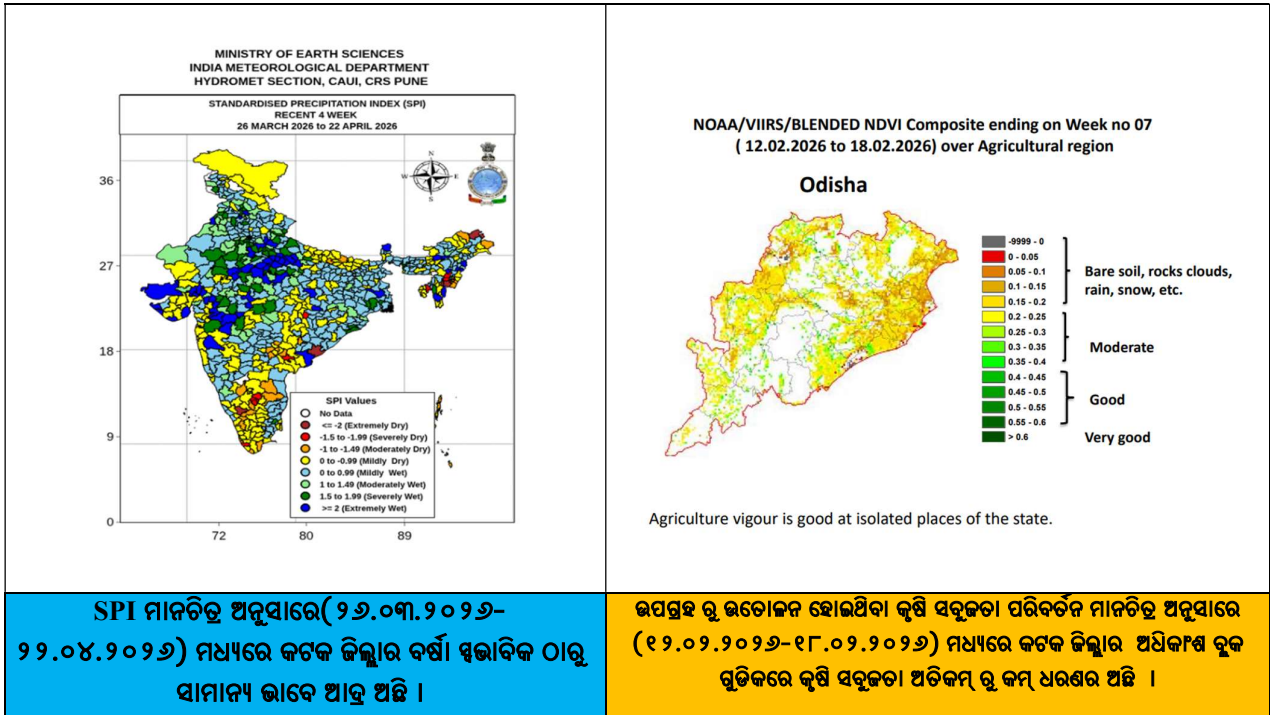 MINISTRY OF EARTH SCIENCES
INDIA METEOROLOGICAL DEPARTMENT
HYDROMET SECTION, CAUI, CRS PUNE
STANDARDISED PRECIPITATION INDEX (SPI)
RECENT 4 WEEK
26 MARCH 2026 to 22 APRIL 2026
N
W E
S
36
27
18
9
0
72 80 89
SPI Values
No Data
<= -2 (Extremely Dry)
-1.5 to -1.99 (Severely Dry)
-1 to -1.49 (Moderately Dry)
0 to -0.99 (Mildly Dry)
0 to 0.99 (Mildly Wet)
1 to 1.49 (Moderately Wet)
1.5 to 1.99 (Severely Wet)
>= 2 (Extremely Wet)
SPI ମାନଚିତ୍ର ଅନୁସାରେ(୨୬.୦୩.୨୦୨୬-
୨୨.୦୪.୨୦୨୬) ମଧ୍ୟରେ କଟକ ଜିଲ୍ଲାର ବର୍ଷା ସ୍ଵଭାବିକ ଠାରୁ
ସାମାନ୍ୟ ଭାବେ ଆଦ୍ର ଅଛି ।
NOAA/VIIRS/BLENDED NDVI Composite ending on Week no 07
( 12.02.2026 to 18.02.2026) over Agricultural region
Odisha
-9999 - 0
0 - 0.05
0.05 - 0.1
0.1 - 0.15
0.15 - 0.2
0.2 - 0.25
0.25 - 0.3
0.3 - 0.35
0.35 - 0.4
0.4 - 0.45
0.45 - 0.5
0.5 - 0.55
0.55 - 0.6
> 0.6
Bare soil, rocks clouds,
rain, snow, etc.
Moderate
Good
Very good
Agriculture vigour is good at isolated places of the state.
ଉପଗ୍ରହ ରୁ ଉତୋଳନ ହୋଇଥିବା କୃଷି ସବୁଜତା ପରିବର୍ତନ ମାନଚିତ୍ର ଅନୁସାରେ
(୧୨.୦୨.୨୦୨୬-୧୮.୦୨.୨୦୨୬) ମଧ୍ୟରେ କଟକ ଜିଲ୍ଲାର ଅଧିକାଂଶ ବ୍ଲକ
ଗୁଡିକରେ କୃଷି ସବୁଜତା ଅତିକମ୍ ରୁ କମ୍ ଧରଣର ଅଛି ।